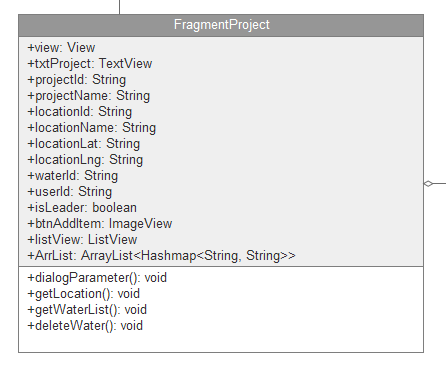 FragmentProject
+view: View
+txtProject: TextView
+projectId: String
+projectName: String
+locationId: String
+locationName: String
+locationLat: String
+locationLng: String
+waterId: String
+userId: String
+isLeader: boolean
+btnAddItem: ImageView
+listView: ListView
+ArrList: ArrayList<Hashmap<String, String>>
+dialogParameter(): void
+getLocation(): void
+getWaterList(): void
+deleteWater(): void